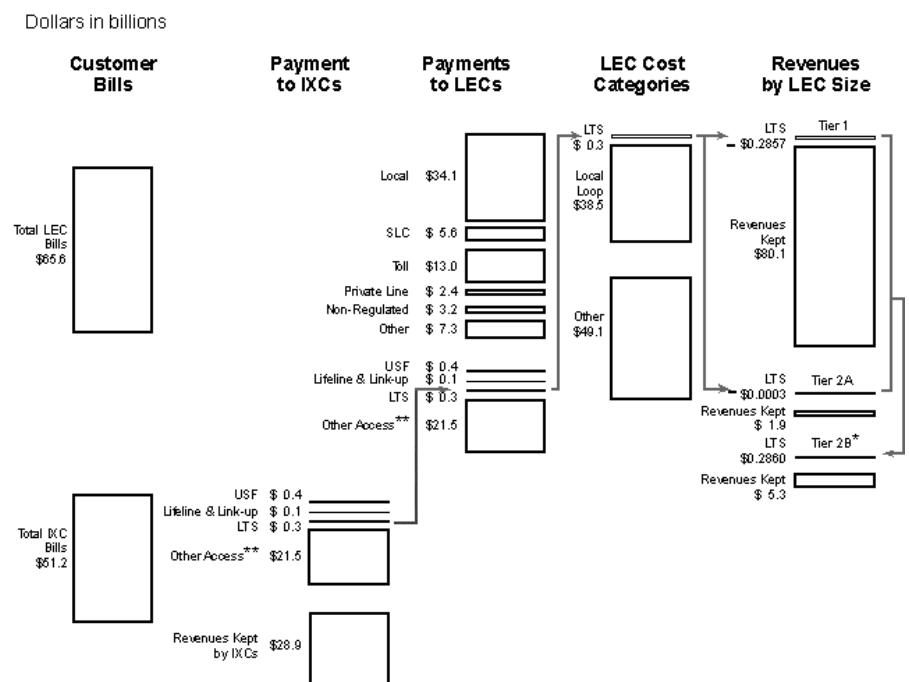 Dollars in billions
Customer
Bills
Payment
to IXCs
Payments
to LECs
LEC Cost
Categories
Revenues
by LEC Size
Total LEC
Bills
$65.6
Total IXC
Bills
$51.2
USF $ 0.4
Lifeline & Link-up $ 0.1
LTS $ 0.3
Other Access** $21.5
Revenues Kept
by IXCs
$28.9
Local $34.1
SLC $ 5.6
Toll $13.0
Private Line $ 2.4
Non-Regulated $ 3.2
Other $ 7.3
USF $ 0.4
Lifeline & Link-up $ 0.1
LTS $ 0.3
Other Access** $21.5
LTS
$ 0.3
Local
Loop
$38.5
Other
$49.1
LTS Tier 1
- $0.2857
Revenues
Kept
$80.1
LTS Tier 2A
- $0.0003
Revenues Kept
$ 1.9
LTS Tier 2B*
$0.2860
Revenues Kept
$ 5.3